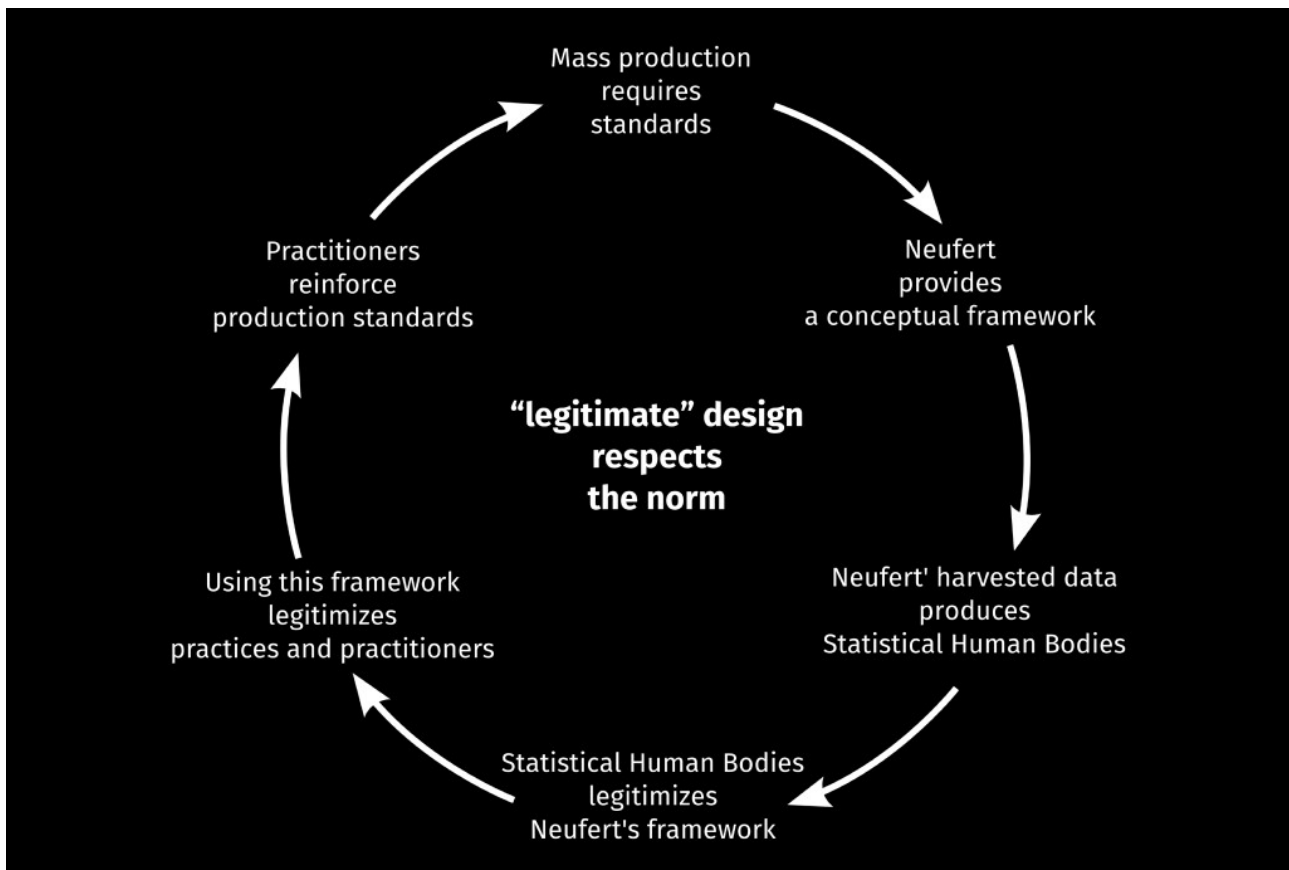 Mass production
requires
standards
Neufert
provides
a conceptual framework
Neufert' harvested data
produces
Statistical Human Bodies
Statistical Human Bodies
legitimizes
Neufert's framework
Using this framework
legitimizes
practices and practitioners
Practitioners
reinforce
production standards
“legitimate” design
respects
the norm